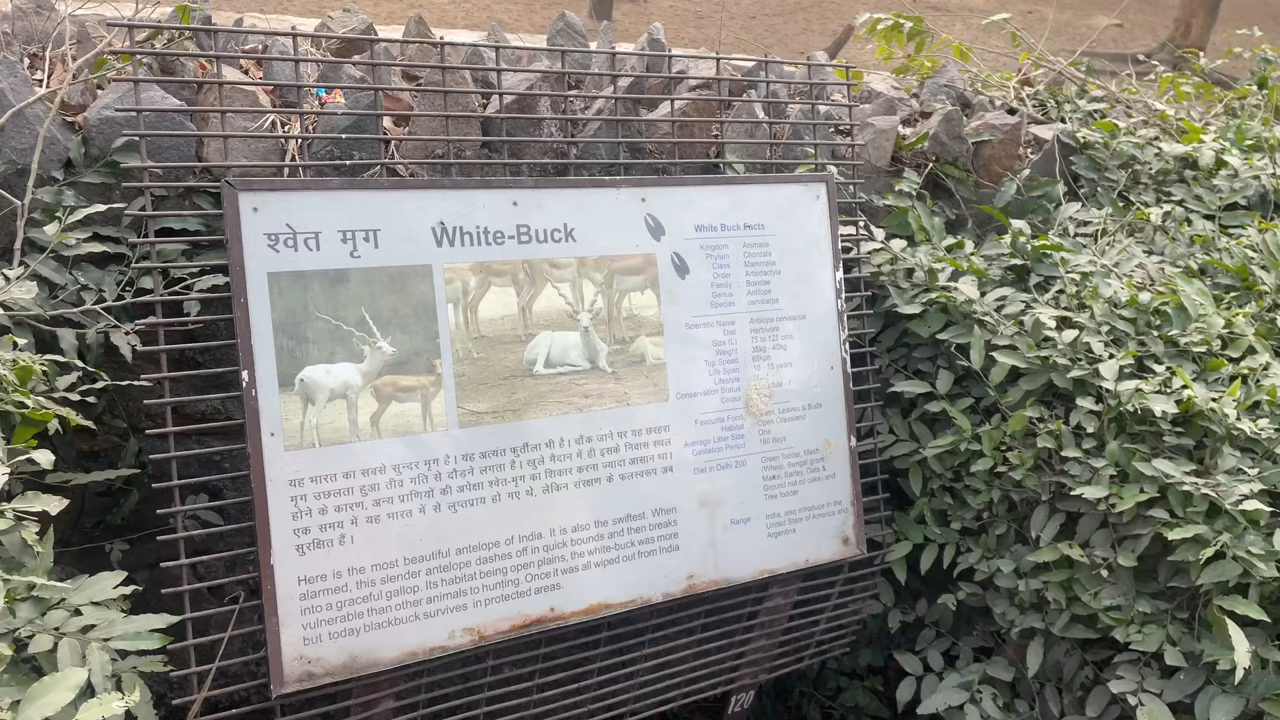 श्वेत मृग
White-Buck
यह भारत का सबसे सुन्दर मृग है। यह अत्यंत फुर्तीला भी है। चौंक जाने पर यह छरहरा
मृग उछलता हुआ तीव्र गति से दौड़ने लगता है। खुले मैदान में ही इसके निवास स्थल
होने के कारण, अन्य प्राणियों की अपेक्षा श्वेत-मृग का शिकार करना ज्यादा आसान था।
एक समय में यह भारत में से लुप्तप्राय हो गए थे, लेकिन संरक्षण के फलस्वरूप अब
सुरक्षित हैं।
Here is the most beautiful antelope of India. It is also the swiftest. When
alarmed, this slender antelope dashes off in quick bounds and then breaks
into a graceful gallop. Its habitat being open plains, the white-buck was more
vulnerable than other animals to hunting. Once it was all wiped out from India
but today blackbuck survives in protected areas.
White Buck Facts
Kingdom : Animalia
Phylum : Chordata
Class : Mammalia
Order : Artiodactyla
Family : Bovidae
Genus : Antilope
Species : cervicarpa
Scientific Name : Antilope cervicarpa
Diet : Herbivore
Size (L) : 75 to 125 cms.
Weight : 35kg - 40kg
Top Speed : 68kph
Life Span : 10 - 15 years
Lifestyle
Conservation Status - I
Colour
Favourite Food Leaves & Buds
Habitat Open Grassland
Average Litter Size : One
Gestation Period : 160 days
Diet in Delhi ZOO : Green fodder, Mesh
(Wheat, Bengal gram,
Maize, Barley, Oats &
Ground nut oil cake) and
Tree fodder
Range India, also introduce in the
United State of America and
Argentina
120